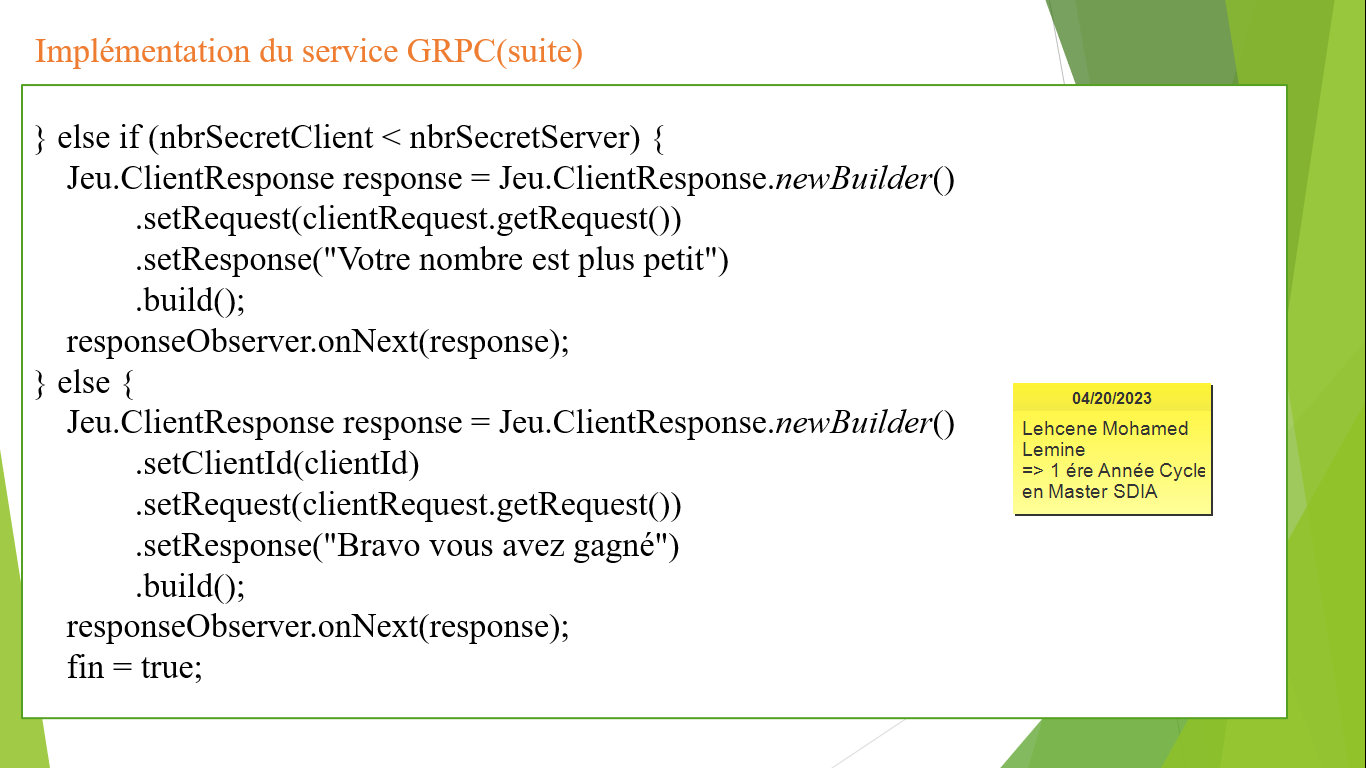 Implémentation du service GRPC(suite)
} else if (nbrSecretClient < nbrSecretServer) {
Jeu.ClientResponse response = Jeu.ClientResponse.newBuilder()
.setRequest(clientRequest.getRequest())
.setResponse("Votre nombre est plus petit")
.build();
responseObserver.onNext(response);
} else {
Jeu.ClientResponse response = Jeu.ClientResponse.newBuilder()
.setClientId(clientId)
.setRequest(clientRequest.getRequest())
.setResponse("Bravo vous avez gagné")
.build();
responseObserver.onNext(response);
fin = true;
04/20/2023
Lehcene Mohamed
Lemine
=> 1 ére Année Cycle
en Master SDIA